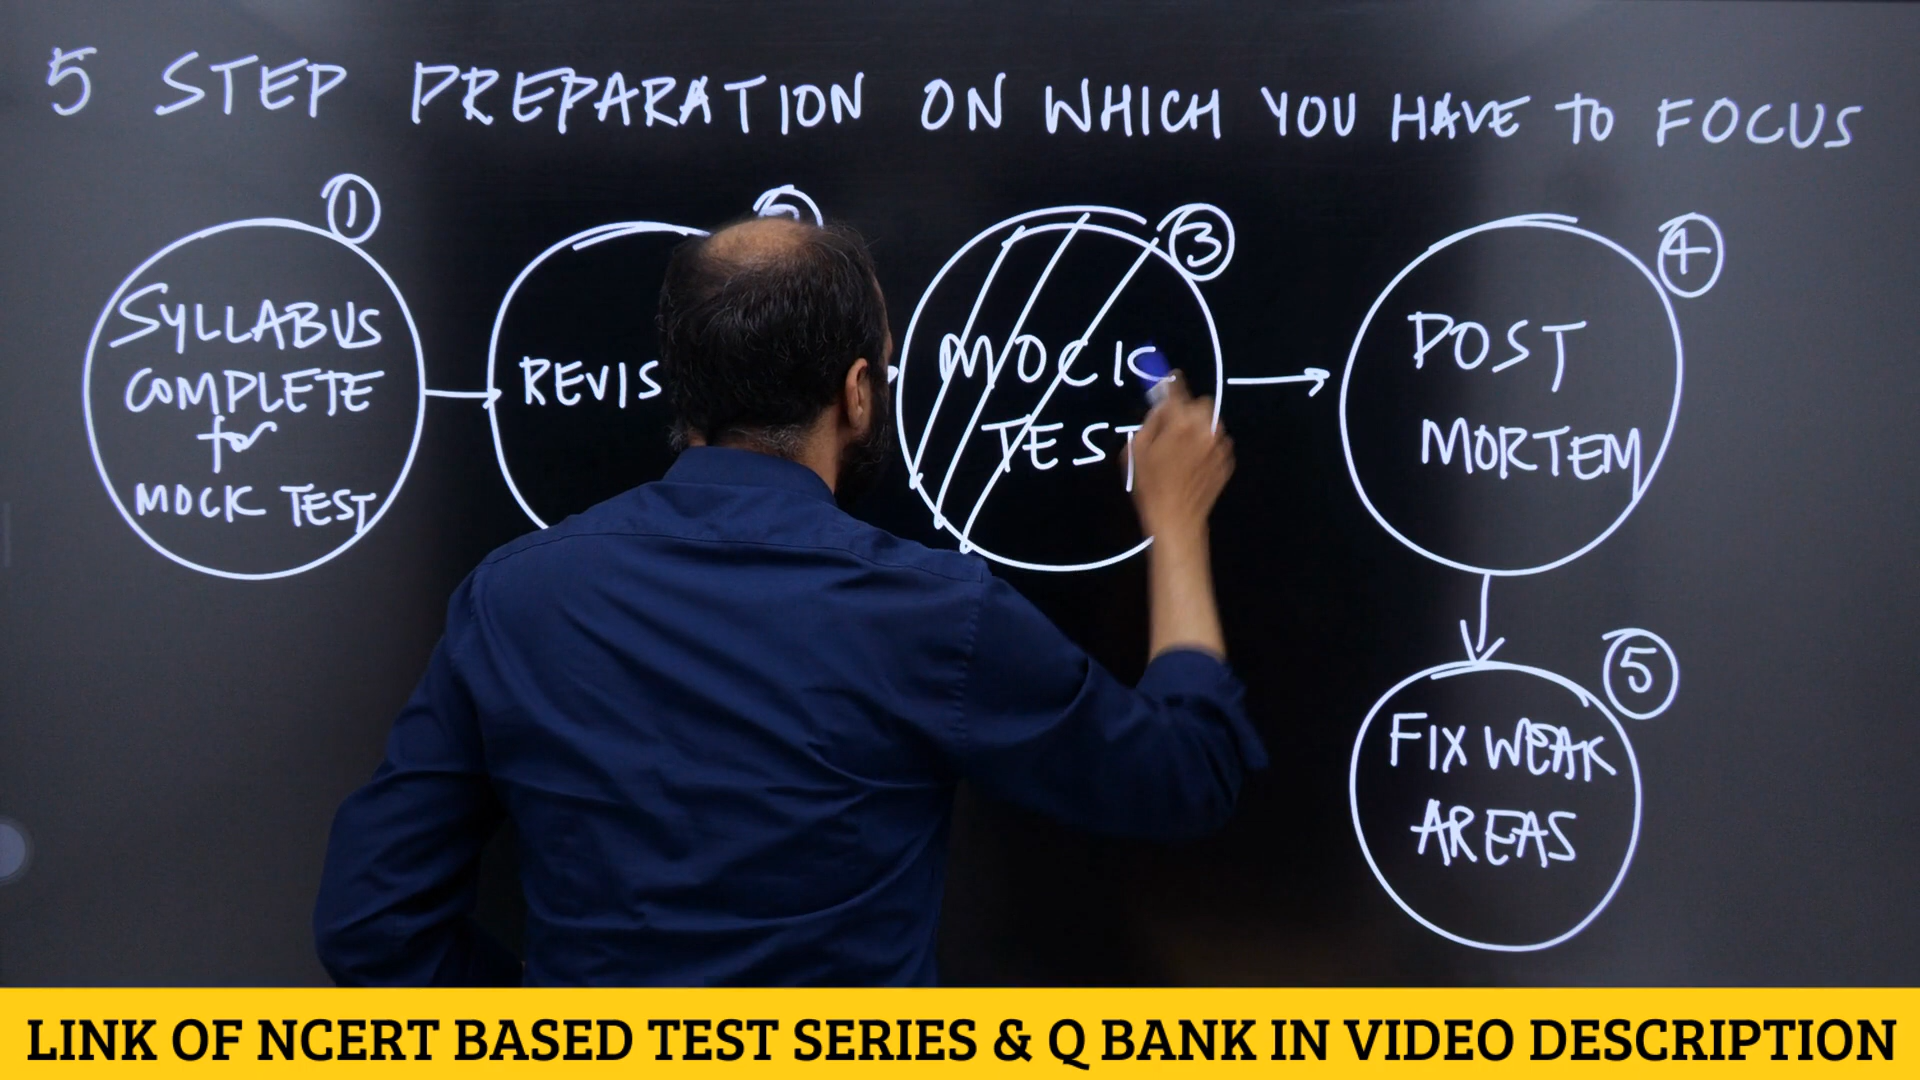 5 STEP PREPARATION ON WHICH YOU HAVE TO FOCUS
1
SYLLABUS
COMPLETE
for
MOCK TEST
REVIS
3
MOCK
TEST
4
POST
MORTEM
5
FIX WEAK
AREAS
LINK OF NCERT BASED TEST SERIES & Q BANK IN VIDEO DESCRIPTION